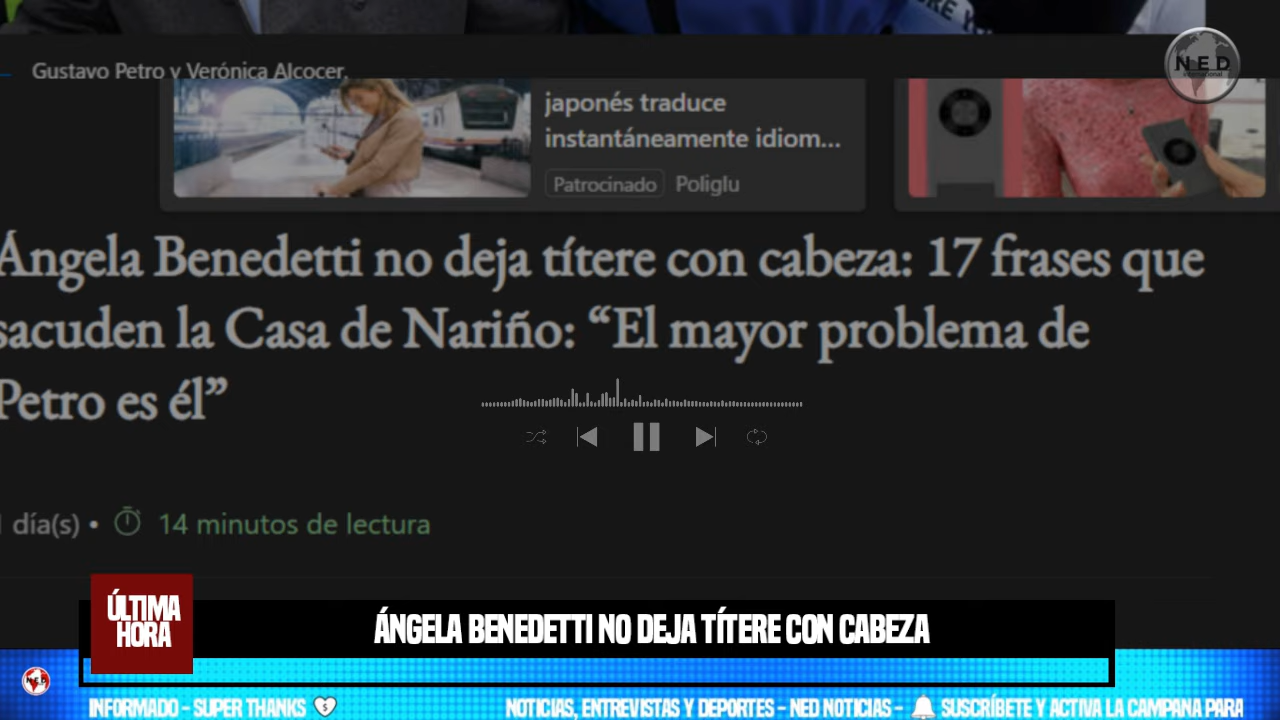 RE Y
Gustavo Petro y Verónica Alcocer.
NED
internacional
japonés traduce
instantáneamente idiom...
Patrocinado Poliglu
Ángela Benedetti no deja títere con cabeza: 17 frases que
sacuden la Casa de Nariño: “El mayor problema de
Petro es él”
día(s) • 14 minutos de lectura
ÚLTIMA
HORA
ÁNGELA BENEDETTI NO DEJA TÍTERE CON CABEZA
NED
INFORMADO - SUPER THANKS $ NOTICIAS, ENTREVISTAS Y DEPORTES - NED NOTICIAS - SUSCRÍBETE Y ACTIVA LA CAMPANA PARA